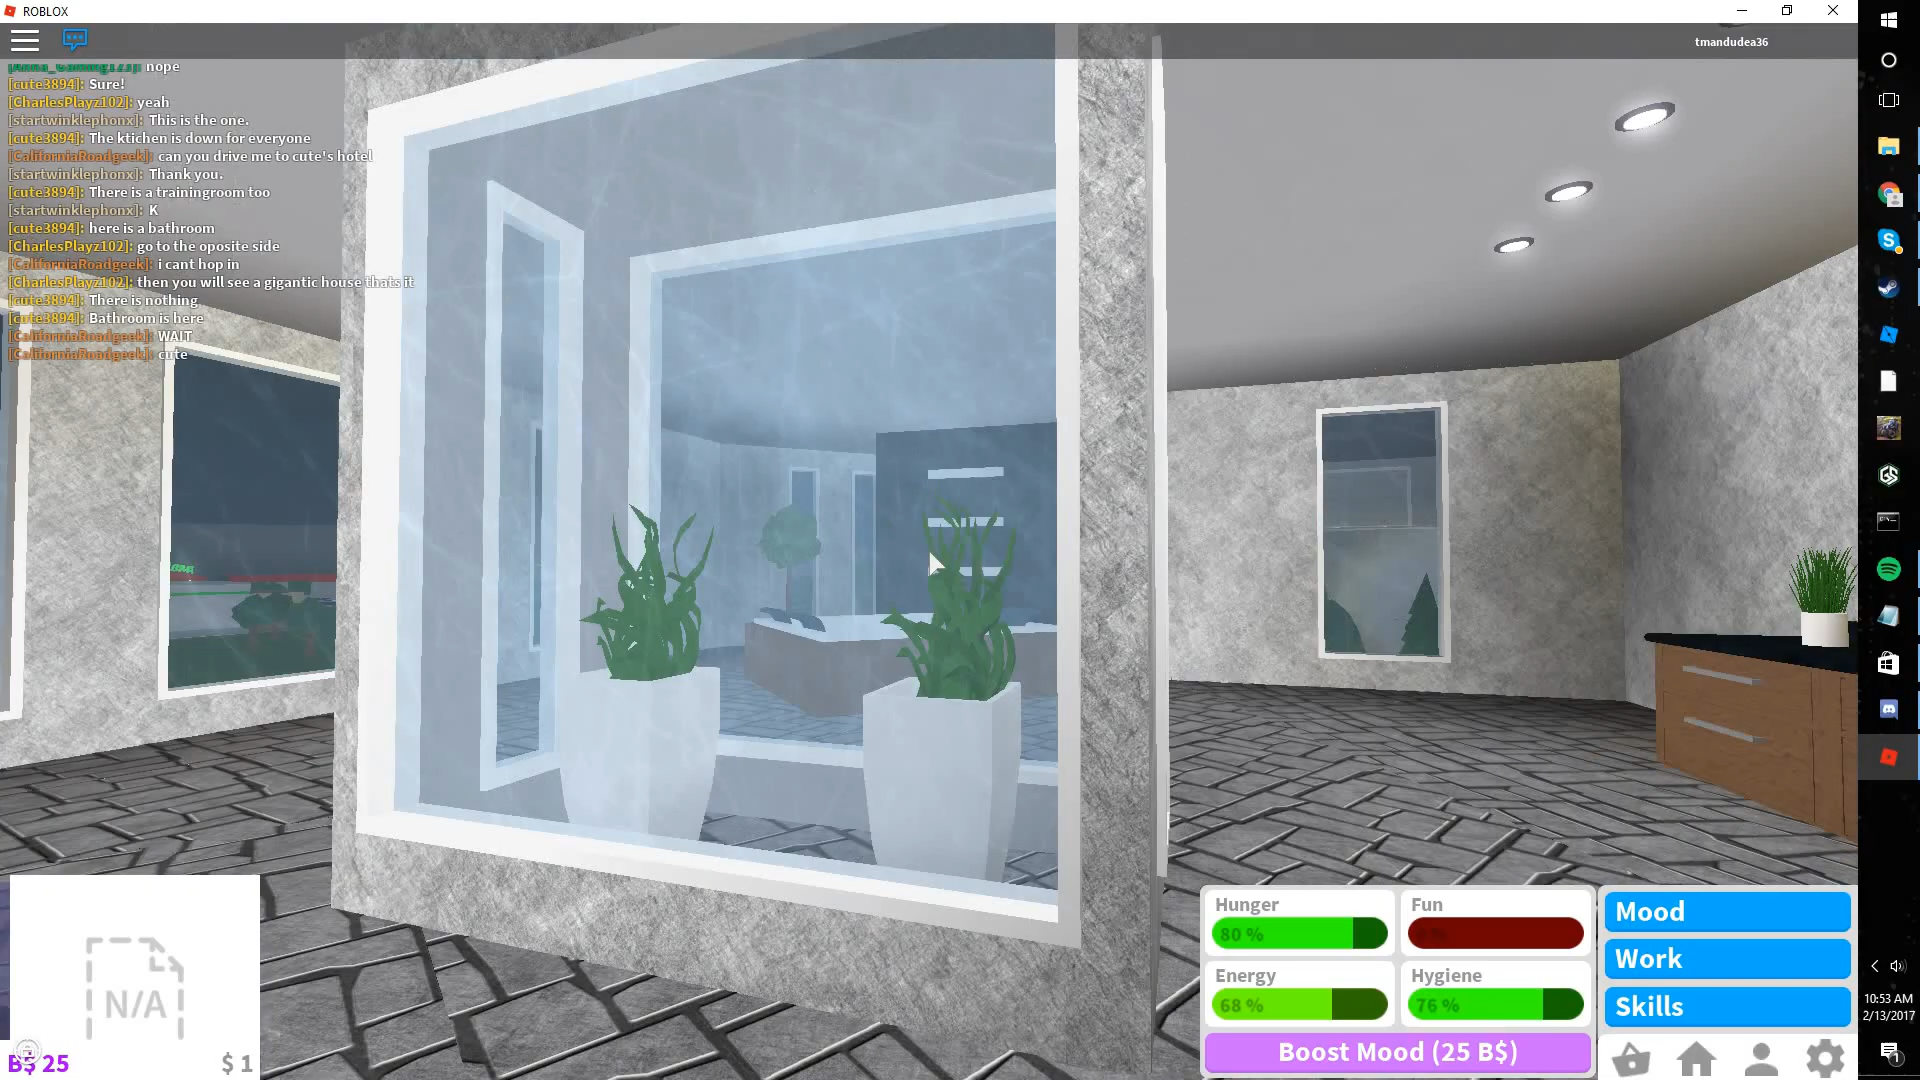 ROBLOX
tmandudea36
[Anna_Gaming123]: nope
[cute3894]: Sure!
[CharlesPlayz102]: yeah
[startwinklephonx]: This is the one.
[cute3894]: The ktichen is down for everyone
[CaliforniaRoadgeek]: can you drive me to cute's hotel
[startwinklephonx]: Thank you.
[cute3894]: There is a trainingroom too
[startwinklephonx]: K
[cute3894]: here is a bathroom
[CharlesPlayz102]: go to the oposite side
[CaliforniaRoadgeek]: i cant hop in
[CharlesPlayz102]: then you will see a gigantic house thats it
[cute3894]: There is nothing
[cute3894]: Bathroom is here
[CaliforniaRoadgeek]: WAIT
[CaliforniaRoadgeek]: cute
N/A
B$ 25
$ 1
Hunger
80 %
Fun
Energy
68 %
Hygiene
76 %
Boost Mood (25 B$)
Mood
Work
Skills
10:53 AM
2/13/2017
1